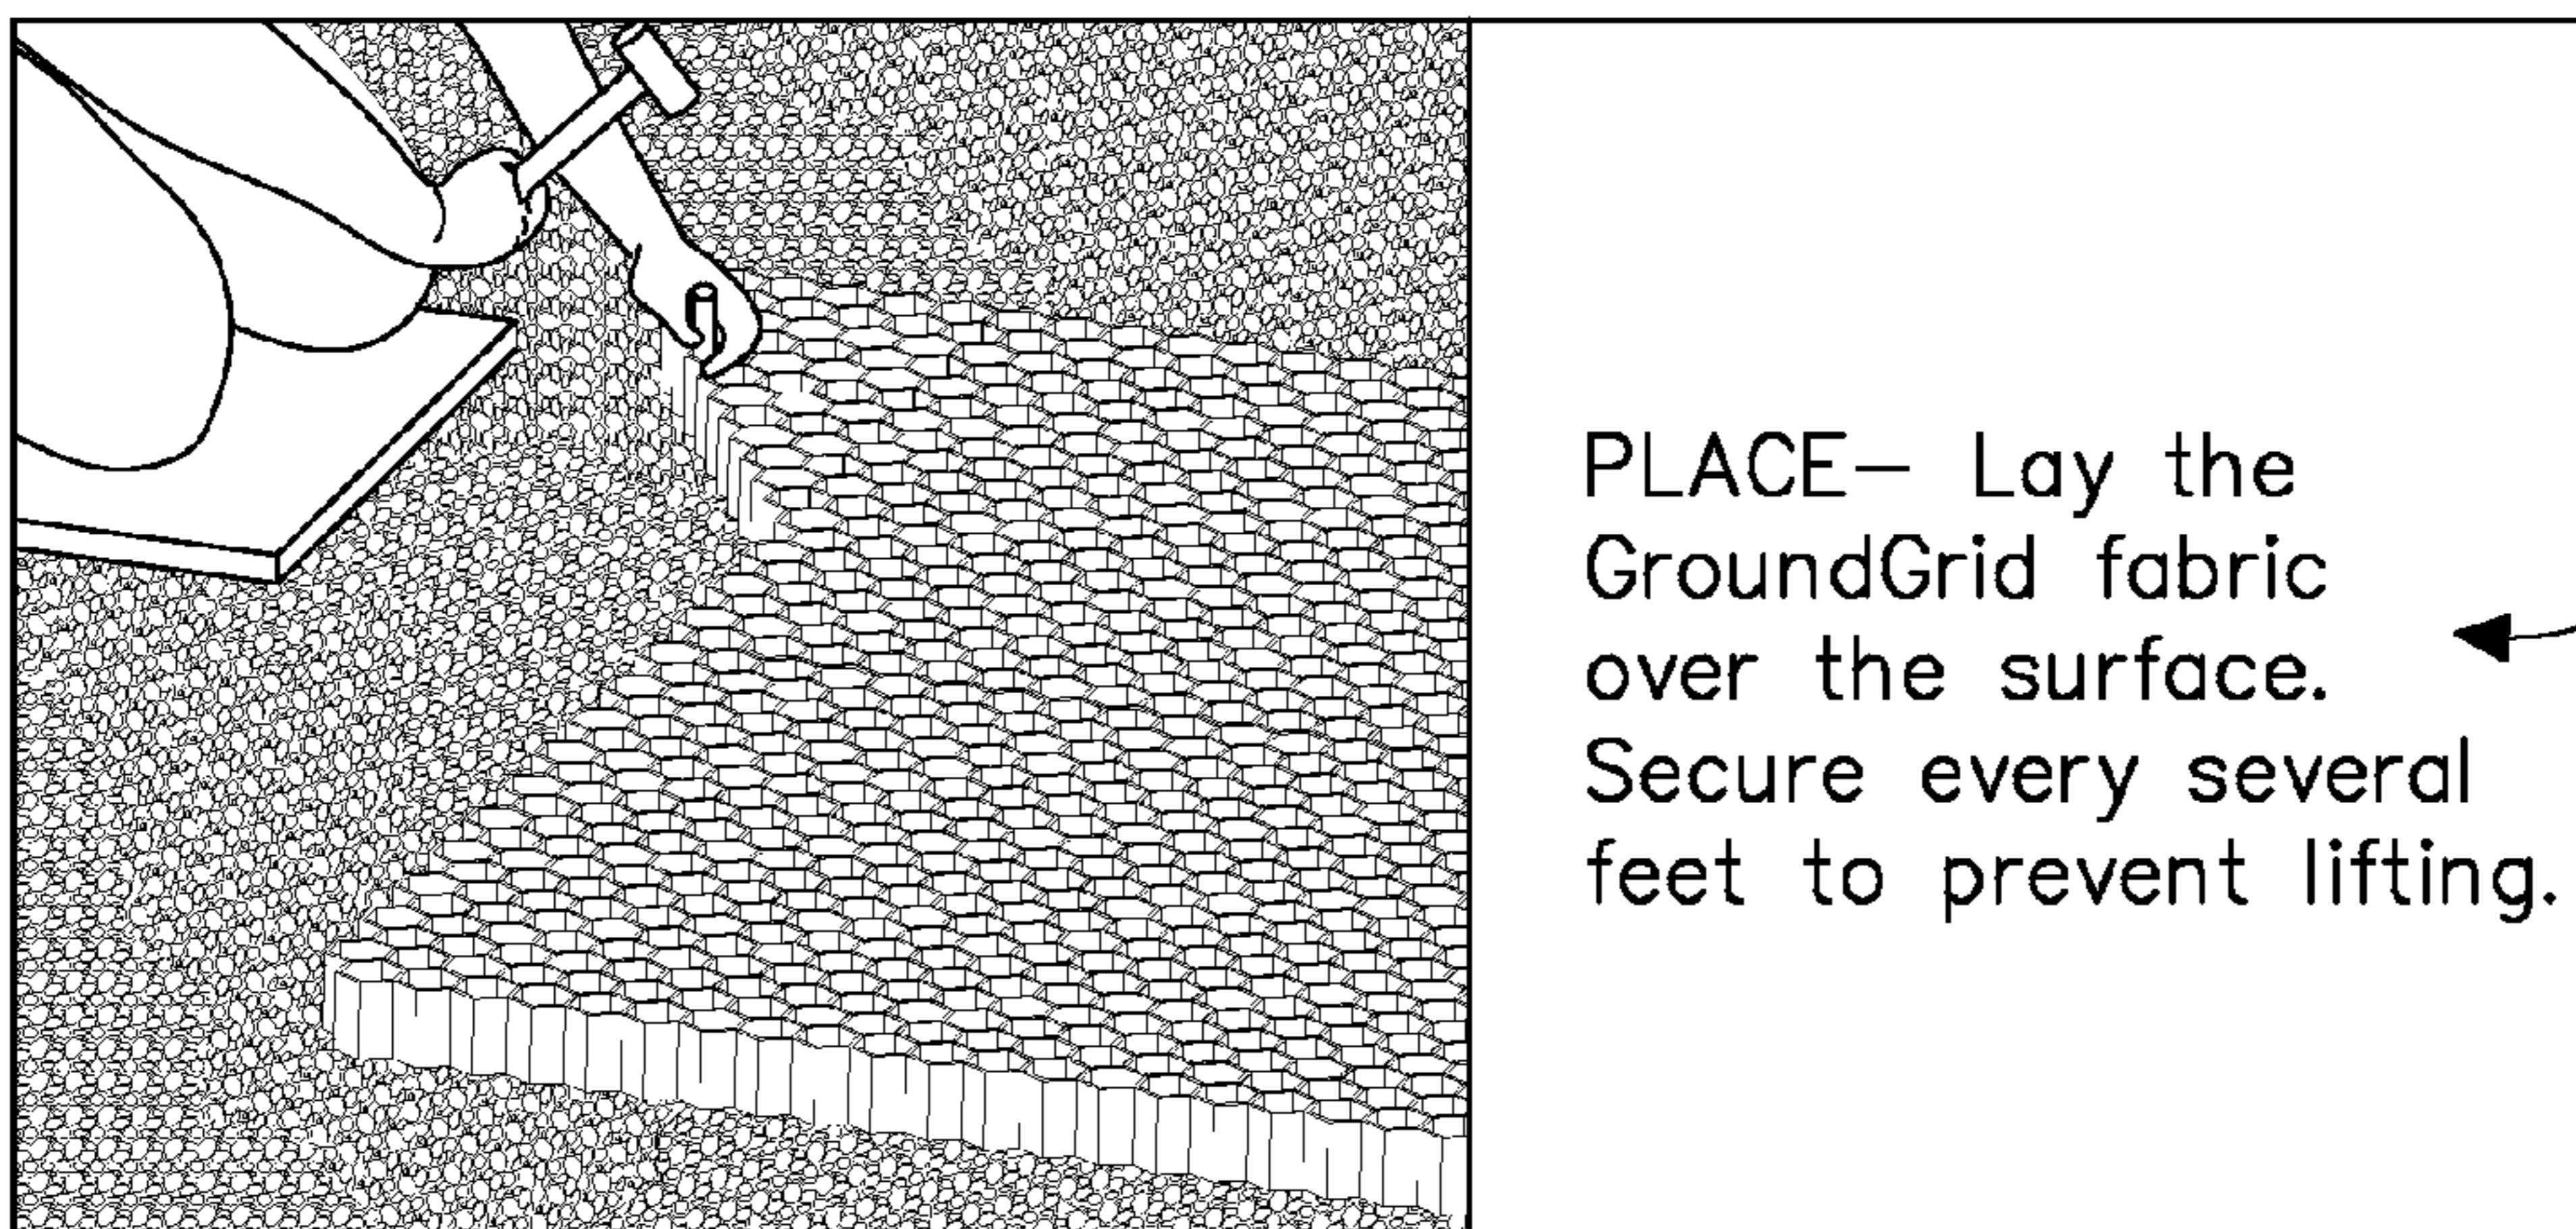 PLACE— Lay the
GroundGrid fabric
over the surface.
Secure every several
feet to prevent lifting.